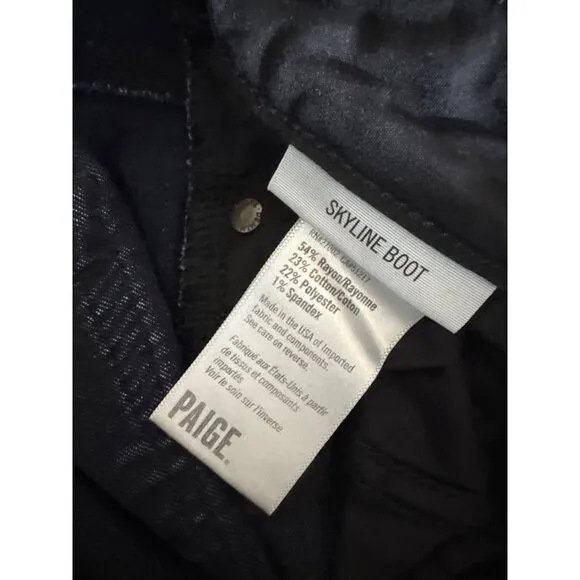 SKYLINE BOOT
54% Rayon/Rayonne
23% Cotton/Coton
22% Polyester
1% Spandex
Made in the USA of imported
fabric and components.
See care on reverse.
Fabriqué aux États-Unis à partir
de tissus et composants
importés
Voir le soin sur l'inverse.
PAIGE